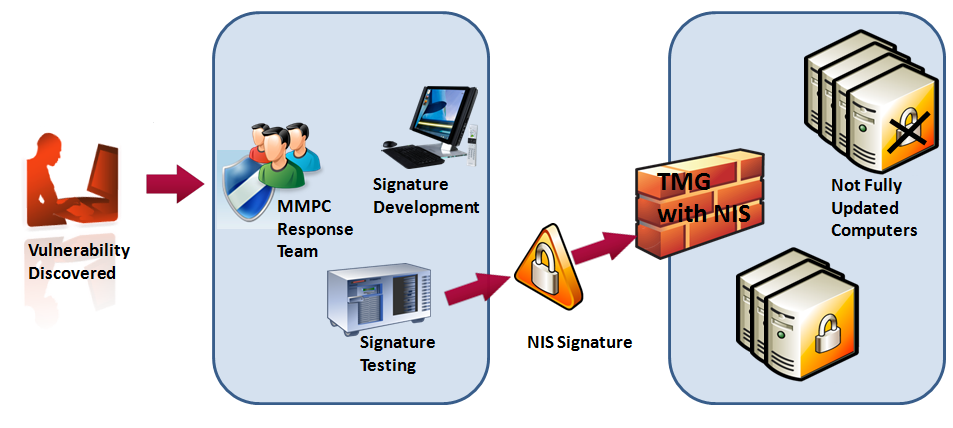 Vulnerability
Discovered
MMPC
Response
Team
Signature
Development
Signature
Testing
NIS Signature
TMG
with NIS
Not Fully
Updated
Computers